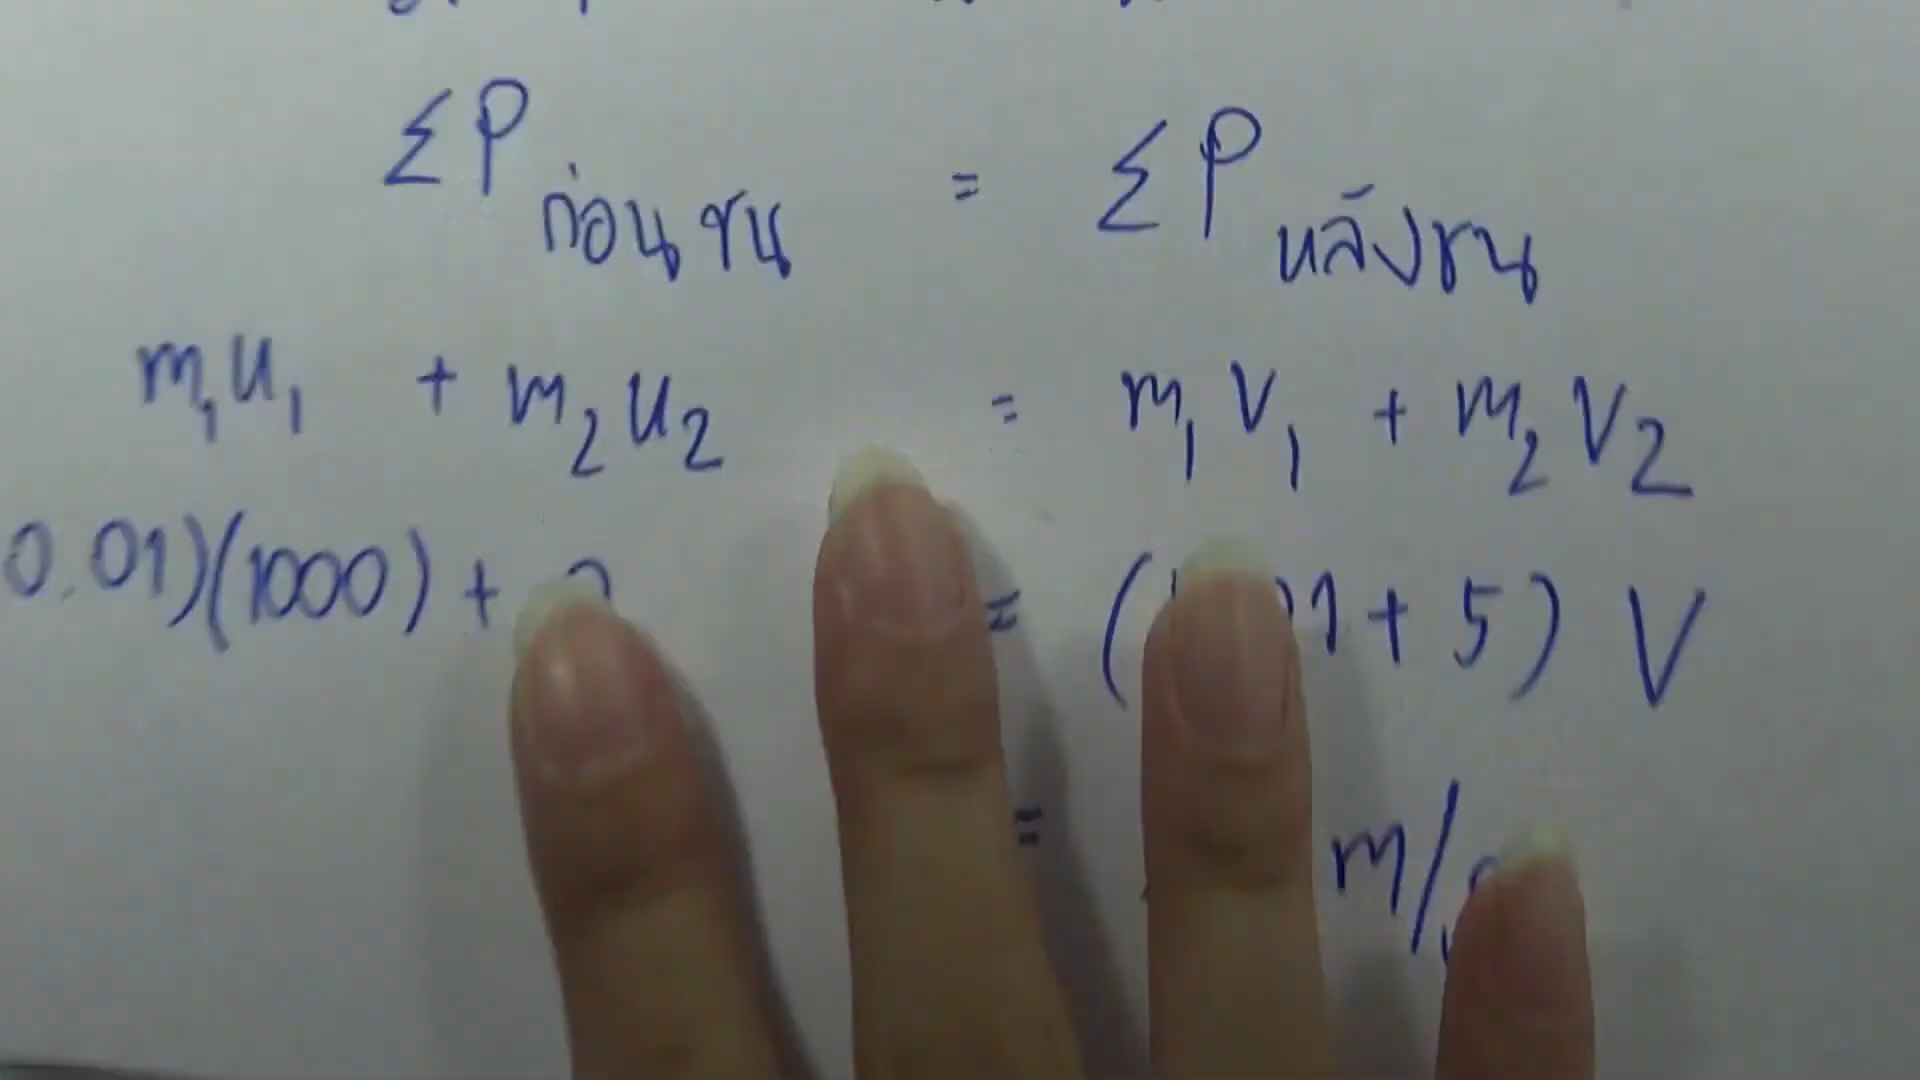 ΣP ก่อนชน = ΣP หลังชน
m₁u₁ + m₂u₂ = m₁v₁ + m₂v₂
0.01)(1000) + = ( 1 + 5) V
= m/